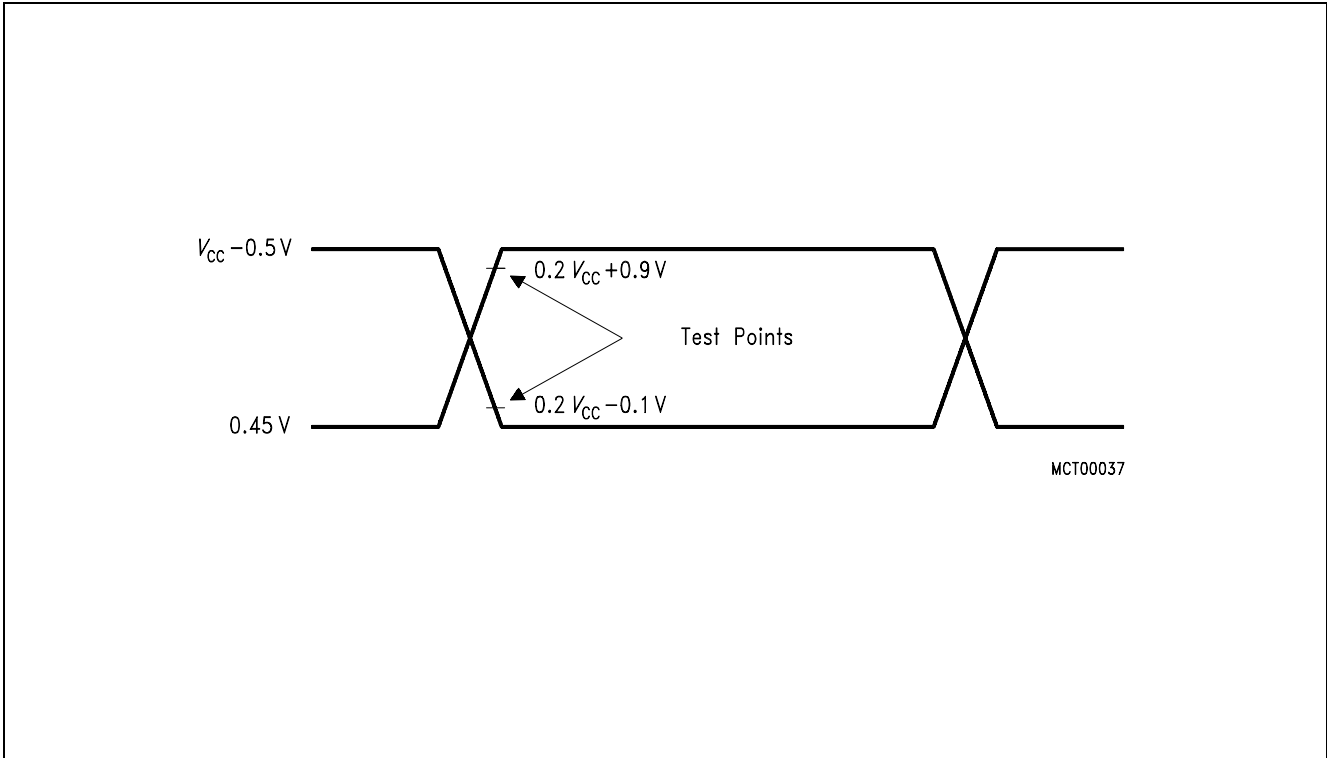 V_CC −0.5 V
0.2 V_CC +0.9 V
Test Points
0.2 V_CC −0.1 V
0.45 V
MCT00037